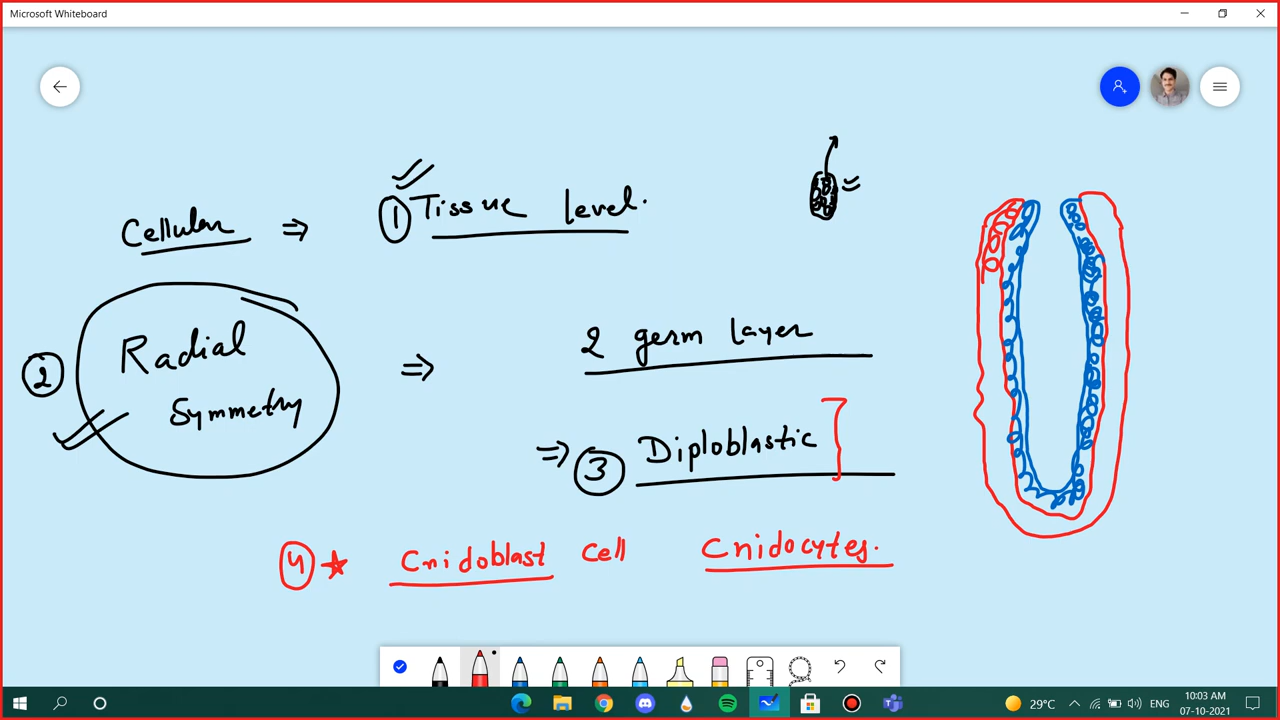 Microsoft Whiteboard
Cellular ⇒ ① Tissue level.
② Radial Symmetry ⇒ 2 germ layer
⇒ ③ Diploblastic
④ ★ Cnidoblast cell Cnidocytes.
29°C ENG 10:03 AM
07-10-2021